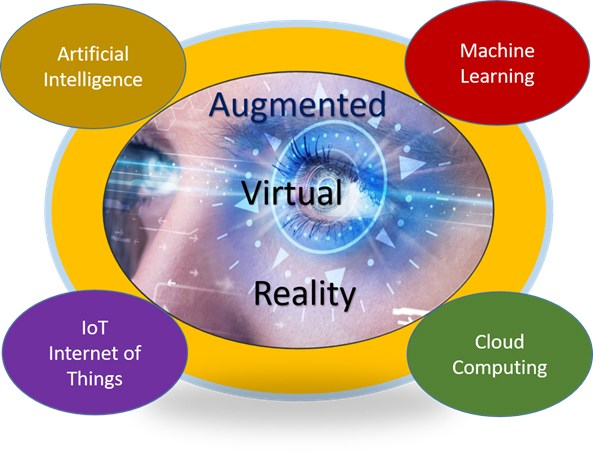 Artificial
Intelligence
Machine
Learning
Augmented
Virtual
Reality
IoT
Internet of
Things
Cloud
Computing